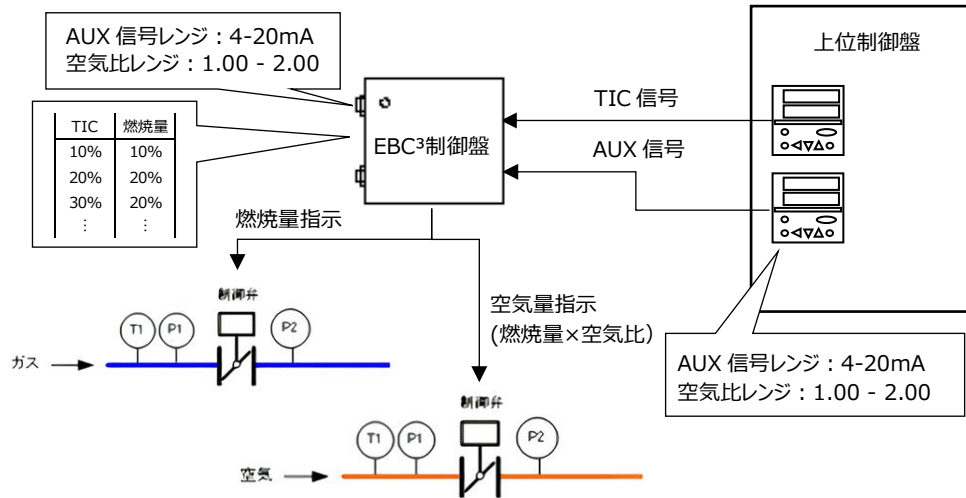 AUX 信号レンジ：4-20mA
空気比レンジ：1.00 - 2.00
上位制御盤
TIC 信号
TIC 燃焼量
10% 10%
20% 20%
30% 20%
⋮ ⋮
EBC³制御盤
AUX 信号
燃焼量指示
制御弁
T1 P1 P2
ガス
空気量指示
(燃焼量×空気比)
AUX 信号レンジ：4-20mA
空気比レンジ：1.00 - 2.00
制御弁
T1 P1 P2
空気